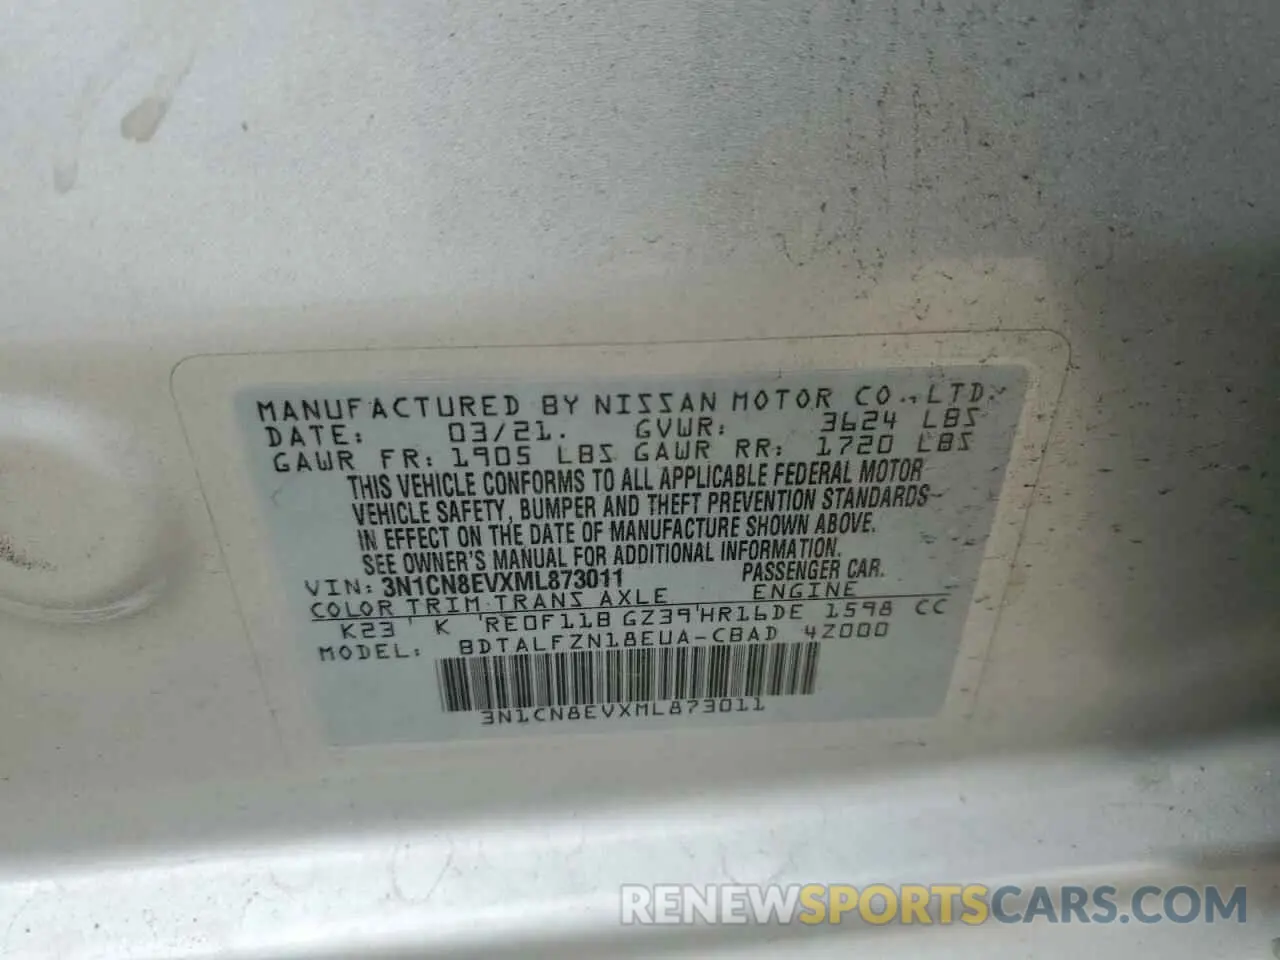 MANUFACTURED BY NISSAN MOTOR CO., LTD.
DATE: 03/21. GVWR: 3624 LBS
GAWR FR: 1905 LBS GAWR RR: 1720 LBS
THIS VEHICLE CONFORMS TO ALL APPLICABLE FEDERAL MOTOR
VEHICLE SAFETY, BUMPER AND THEFT PREVENTION STANDARDS
IN EFFECT ON THE DATE OF MANUFACTURE SHOWN ABOVE.
SEE OWNER'S MANUAL FOR ADDITIONAL INFORMATION.
VIN: 3N1CN8EVXML873011 PASSENGER CAR.
COLOR TRIM TRANS AXLE ENGINE
K23 K RE0F11B GZ39 HR16DE 1598 CC
MODEL: BDTALFZN18EUA-CBAD 4Z000
3N1CN8EVXML873011
RENEWSPORTSCARS.COM